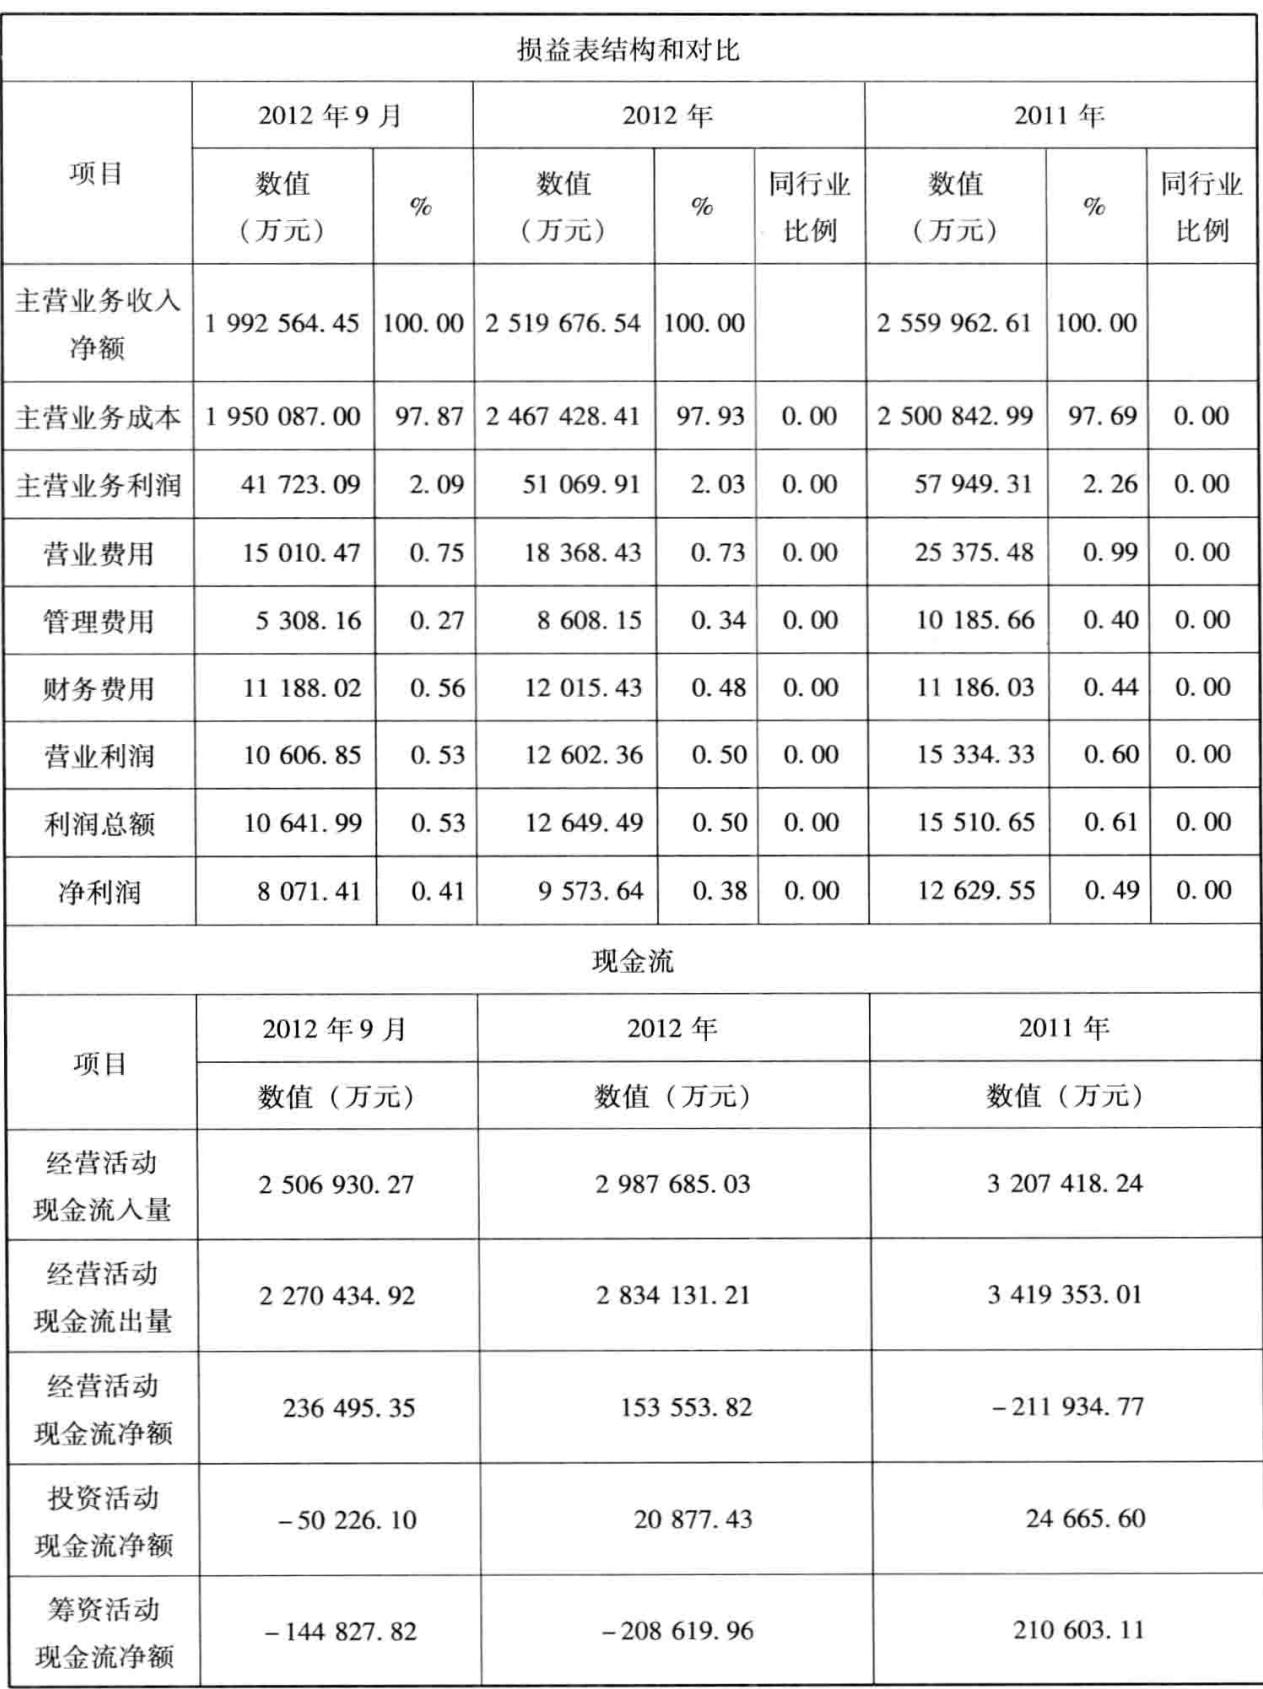 损益表结构和对比
项目 2012 年 9 月 2012 年 2011 年
数值（万元） % 数值（万元） % 同行业比例 数值（万元） % 同行业比例
主营业务收入净额 1 992 564.45 100.00 2 519 676.54 100.00 2 559 962.61 100.00
主营业务成本 1 950 087.00 97.87 2 467 428.41 97.93 0.00 2 500 842.99 97.69 0.00
主营业务利润 41 723.09 2.09 51 069.91 2.03 0.00 57 949.31 2.26 0.00
营业费用 15 010.47 0.75 18 368.43 0.73 0.00 25 375.48 0.99 0.00
管理费用 5 308.16 0.27 8 608.15 0.34 0.00 10 185.66 0.40 0.00
财务费用 11 188.02 0.56 12 015.43 0.48 0.00 11 186.03 0.44 0.00
营业利润 10 606.85 0.53 12 602.36 0.50 0.00 15 334.33 0.60 0.00
利润总额 10 641.99 0.53 12 649.49 0.50 0.00 15 510.65 0.61 0.00
净利润 8 071.41 0.41 9 573.64 0.38 0.00 12 629.55 0.49 0.00
现金流
项目 2012 年 9 月 2012 年 2011 年
数值（万元） 数值（万元） 数值（万元）
经营活动现金流入量 2 506 930.27 2 987 685.03 3 207 418.24
经营活动现金流出量 2 270 434.92 2 834 131.21 3 419 353.01
经营活动现金流净额 236 495.35 153 553.82 -211 934.77
投资活动现金流净额 -50 226.10 20 877.43 24 665.60
筹资活动现金流净额 -144 827.82 -208 619.96 210 603.11